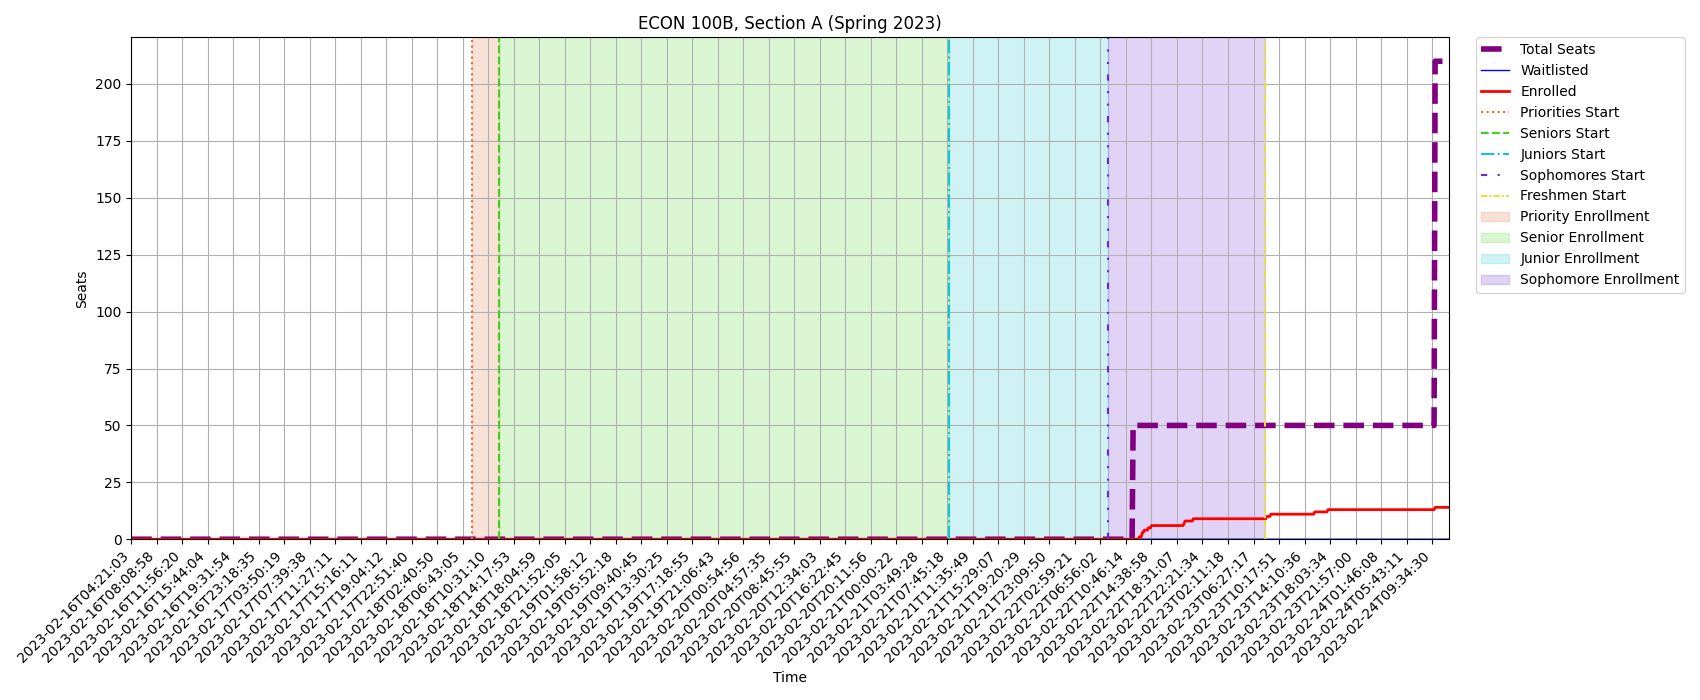 ECON 100B, Section A (Spring 2023)
Seats
200
175
150
125
100
75
50
25
0
2023-02-16T04:21:03
2023-02-16T08:08:58
2023-02-16T11:56:20
2023-02-16T15:44:04
2023-02-16T19:31:54
2023-02-16T23:18:35
2023-02-17T03:50:19
2023-02-17T07:39:38
2023-02-17T11:27:11
2023-02-17T15:16:11
2023-02-17T19:04:12
2023-02-17T22:51:40
2023-02-18T02:40:50
2023-02-18T06:43:05
2023-02-18T10:31:10
2023-02-18T14:17:53
2023-02-18T18:04:59
2023-02-18T21:52:05
2023-02-19T01:58:12
2023-02-19T05:52:18
2023-02-19T09:40:45
2023-02-19T13:30:25
2023-02-19T17:18:55
2023-02-19T21:06:43
2023-02-20T00:54:56
2023-02-20T04:57:35
2023-02-20T08:45:55
2023-02-20T12:34:03
2023-02-20T16:22:45
2023-02-20T20:11:56
2023-02-21T00:00:22
2023-02-21T03:49:28
2023-02-21T07:45:18
2023-02-21T11:35:49
2023-02-21T15:29:07
2023-02-21T19:20:29
2023-02-21T23:09:50
2023-02-22T02:59:21
2023-02-22T06:56:02
2023-02-22T10:46:14
2023-02-22T14:38:58
2023-02-22T18:31:07
2023-02-22T22:21:34
2023-02-23T02:11:18
2023-02-23T06:27:17
2023-02-23T10:17:51
2023-02-23T14:10:36
2023-02-23T18:03:34
2023-02-23T21:57:00
2023-02-24T01:46:08
2023-02-24T05:43:11
2023-02-24T09:34:30
Time
Total Seats
Waitlisted
Enrolled
Priorities Start
Seniors Start
Juniors Start
Sophomores Start
Freshmen Start
Priority Enrollment
Senior Enrollment
Junior Enrollment
Sophomore Enrollment